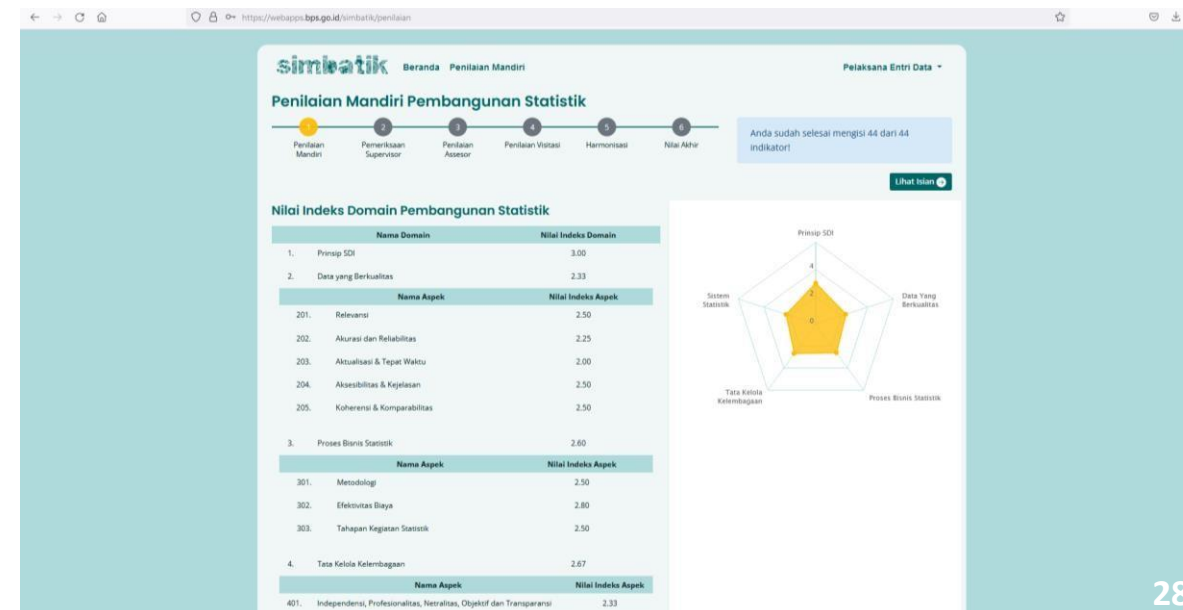 https://webapps.bps.go.id/simbatik/penilaian
simbatik Beranda Penilaian Mandiri Pelaksana Entri Data
Penilaian Mandiri Pembangunan Statistik
1 2 3 4 5 6
Penilaian Mandiri
Pemeriksaan Supervisor
Penilaian Assesor
Penilaian Visitasi
Harmonisasi
Nilai Akhir
Anda sudah selesai mengisi 44 dari 44
indikator!
Lihat Isian
Nilai Indeks Domain Pembangunan Statistik
Nama Domain Nilai Indeks Domain
1. Prinsip SDI 3.00
2. Data yang Berkualitas 2.33
Nama Aspek Nilai Indeks Aspek
201. Relevansi 2.50
202. Akurasi dan Reliabilitas 2.25
203. Aktualisasi & Tepat Waktu 2.00
204. Aksesibilitas & Kejelasan 2.50
205. Koherensi & Komparabilitas 2.50
3. Proses Bisnis Statistik 2.60
Nama Aspek Nilai Indeks Aspek
301. Metodologi 2.50
302. Efektivitas Biaya 2.80
303. Tahapan Kegiatan Statistik 2.50
4. Tata Kelola Kelembagaan 2.67
Nama Aspek Nilai Indeks Aspek
401. Independensi, Profesionalitas, Netralitas, Objektif dan Transparansi 2.33
Prinsip SDI
4
2
0
Sistem
Statistik
Data Yang
Berkualitas
Tata Kelola
Kelembagaan
Proses Bisnis Statistik
28